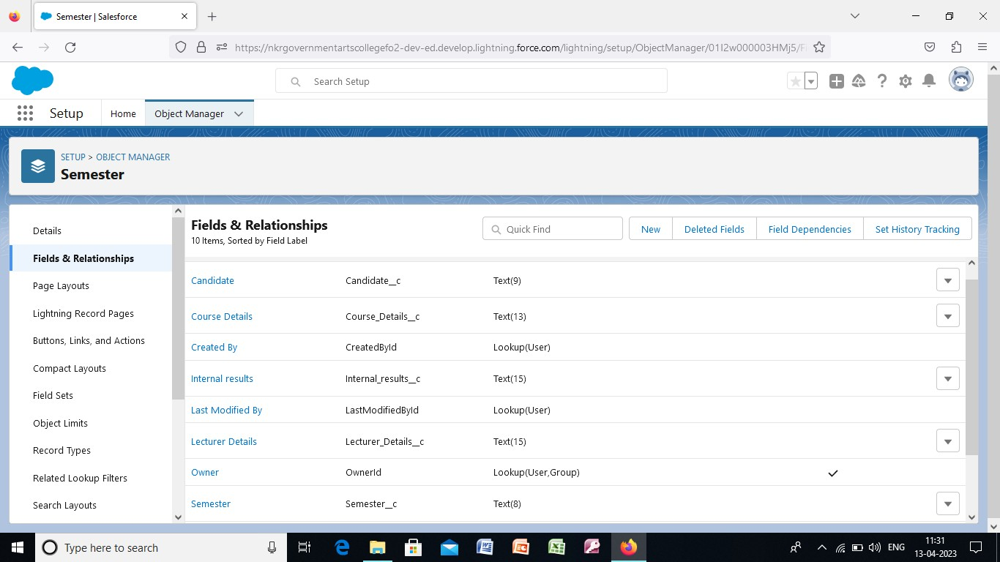 Semester | Salesforce
https://nkrgovernmentartscollegefo2-dev-ed.develop.lightning.force.com/lightning/setup/ObjectManager/01I2w000003HMj5/
Search Setup
Setup
Home
Object Manager
SETUP > OBJECT MANAGER
Semester
Details
Fields & Relationships
Page Layouts
Lightning Record Pages
Buttons, Links, and Actions
Compact Layouts
Field Sets
Object Limits
Record Types
Related Lookup Filters
Search Layouts
Fields & Relationships
10 Items, Sorted by Field Label
Quick Find
New
Deleted Fields
Field Dependencies
Set History Tracking
Candidate Candidate__c Text(9)
Course Details Course_Details__c Text(13)
Created By CreatedById Lookup(User)
Internal results Internal_results__c Text(15)
Last Modified By LastModifiedById Lookup(User)
Lecturer Details Lecturer_Details__c Text(15)
Owner OwnerId Lookup(User,Group)
Semester Semester__c Text(8)
Type here to search
ENG
11:31
13-04-2023